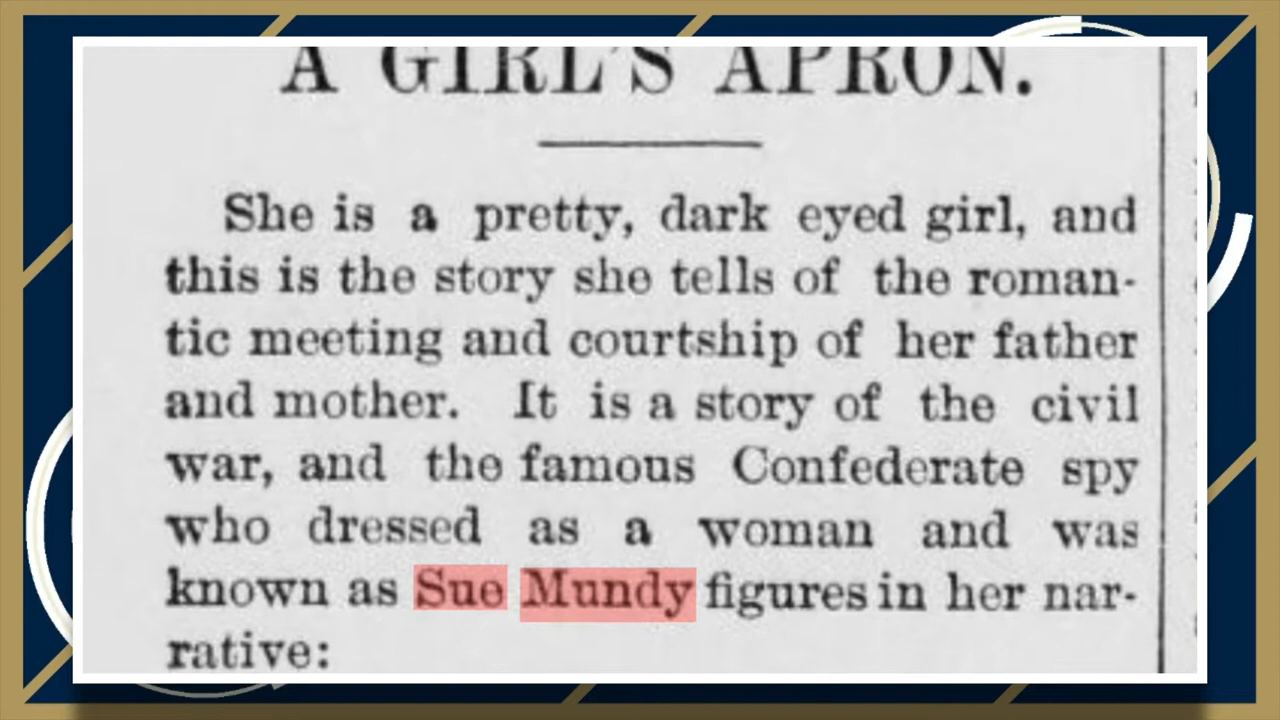 A GIRL'S APRON.
She is a pretty, dark eyed girl, and
this is the story she tells of the roman-
tic meeting and courtship of her father
and mother. It is a story of the civil
war, and the famous Confederate spy
who dressed as a woman and was
known as Sue Mundy figures in her nar-
rative: